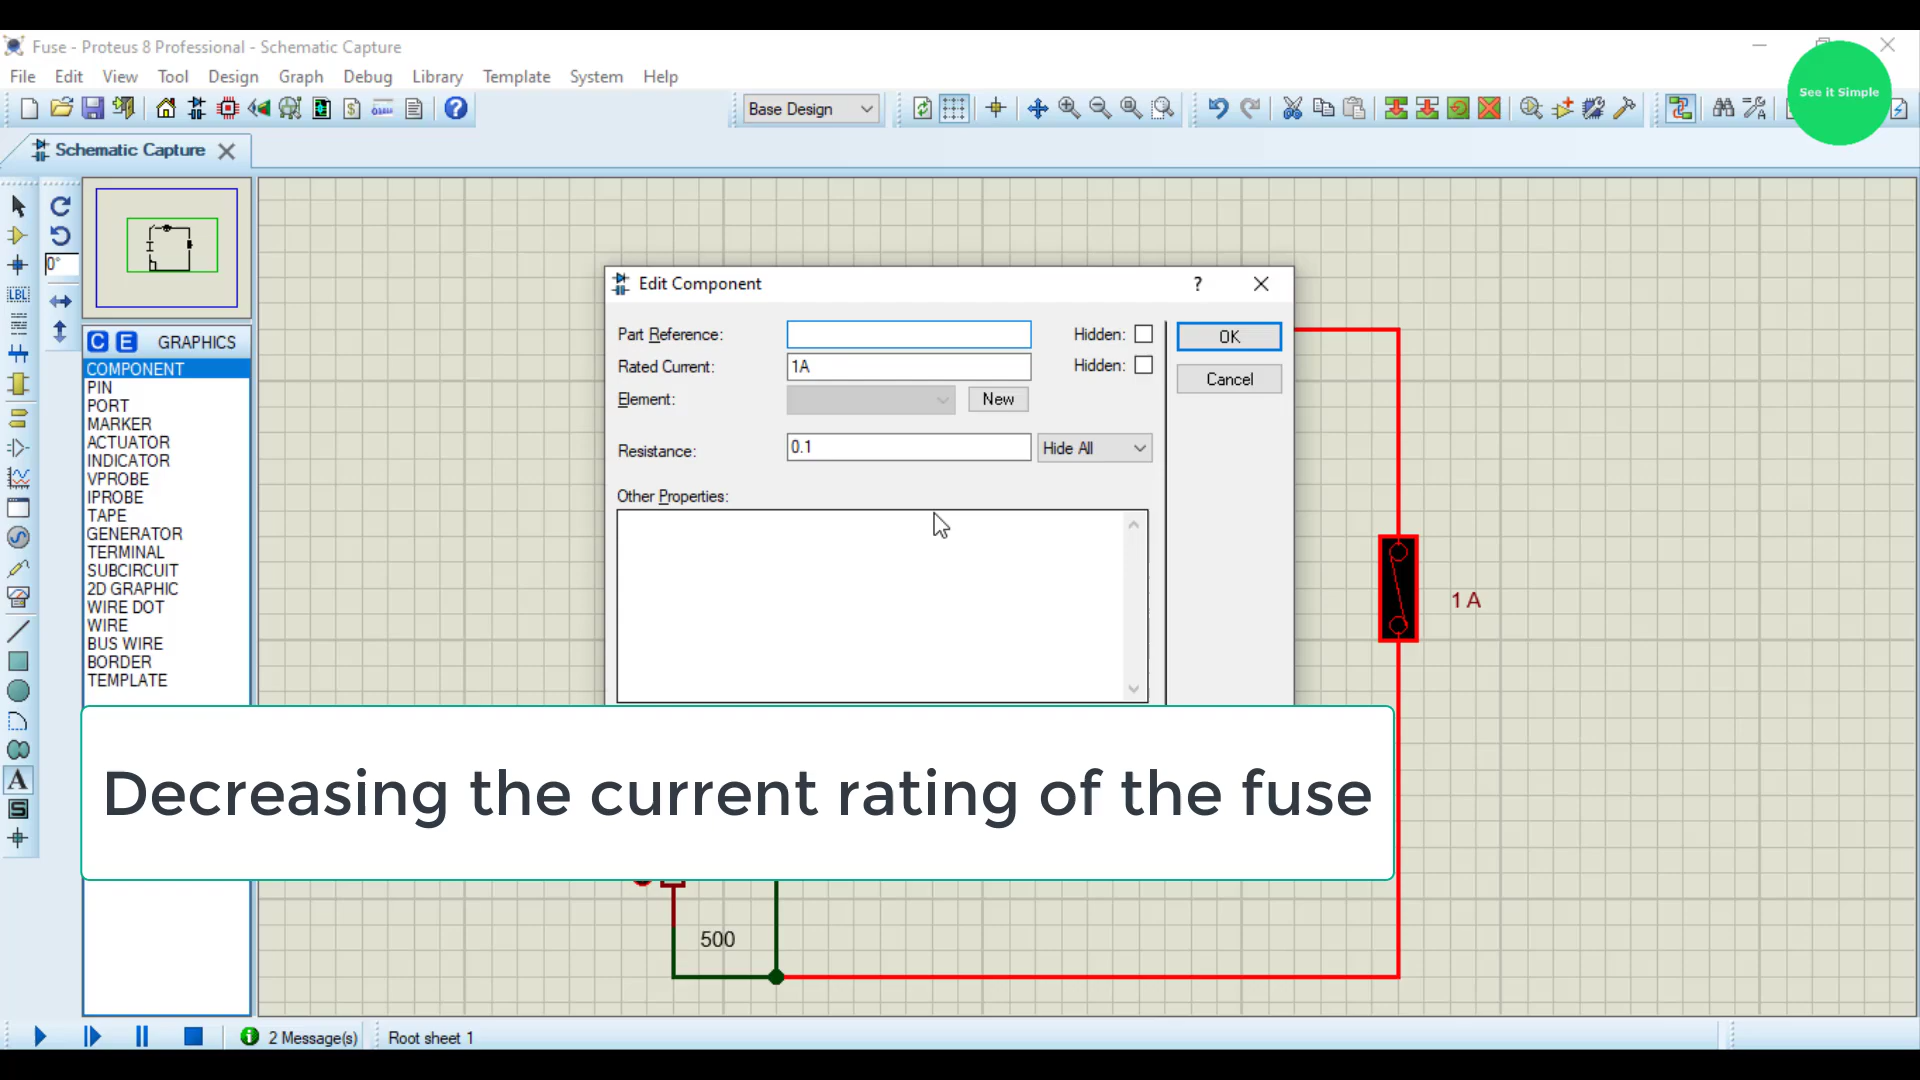 Fuse - Proteus 8 Professional - Schematic Capture
File Edit View Tool Design Graph Debug Library Template System Help
Base Design
See it Simple
Schematic Capture
0°
LBL
C E GRAPHICS
COMPONENT
PIN
PORT
MARKER
ACTUATOR
INDICATOR
VPROBE
IPROBE
TAPE
GENERATOR
TERMINAL
SUBCIRCUIT
2D GRAPHIC
WIRE DOT
WIRE
BUS WIRE
BORDER
TEMPLATE
A
S
Edit Component ?
Part Reference: Hidden: OK
Rated Current: 1A Hidden: Cancel
Element: New
Resistance: 0.1 Hide All
Other Properties:
1 A
Decreasing the current rating of the fuse
500
2 Message(s) Root sheet 1